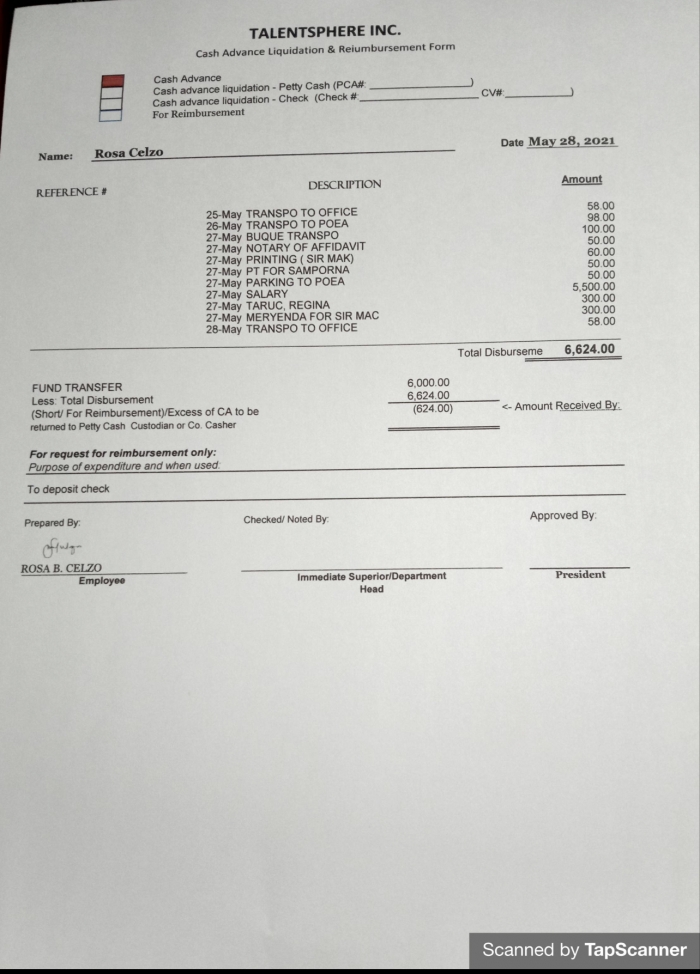 TALENTSPHERE INC.
Cash Advance Liquidation & Reiumbursement Form
Cash Advance
Cash advance liquidation - Petty Cash (PCA# ) CV#: )
Cash advance liquidation - Check (Check #
For Reimbursement
Name: Rosa Celzo Date May 28, 2021
REFERENCE # DESCRIPTION Amount
25-May TRANSPO TO OFFICE 58.00
26-May TRANSPO TO POEA 98.00
27-May BUQUE TRANSPO 100.00
27-May NOTARY OF AFFIDAVIT 50.00
27-May PRINTING ( SIR MAK) 60.00
27-May PT FOR SAMPORNA 50.00
27-May PARKING TO POEA 50.00
27-May SALARY 5,500.00
27-May TARUC, REGINA 300.00
27-May MERYENDA FOR SIR MAC 300.00
28-May TRANSPO TO OFFICE 58.00
Total Disburseme 6,624.00
FUND TRANSFER 6,000.00
Less: Total Disbursement 6,624.00
(Short/ For Reimbursement)/Excess of CA to be (624.00) <- Amount Received By:
returned to Petty Cash Custodian or Co. Casher
For request for reimbursement only:
Purpose of expenditure and when used:
To deposit check
Prepared By: Checked/ Noted By: Approved By:
ROSA B. CELZO
Employee Immediate Superior/Department President
Head
Scanned by TapScanner